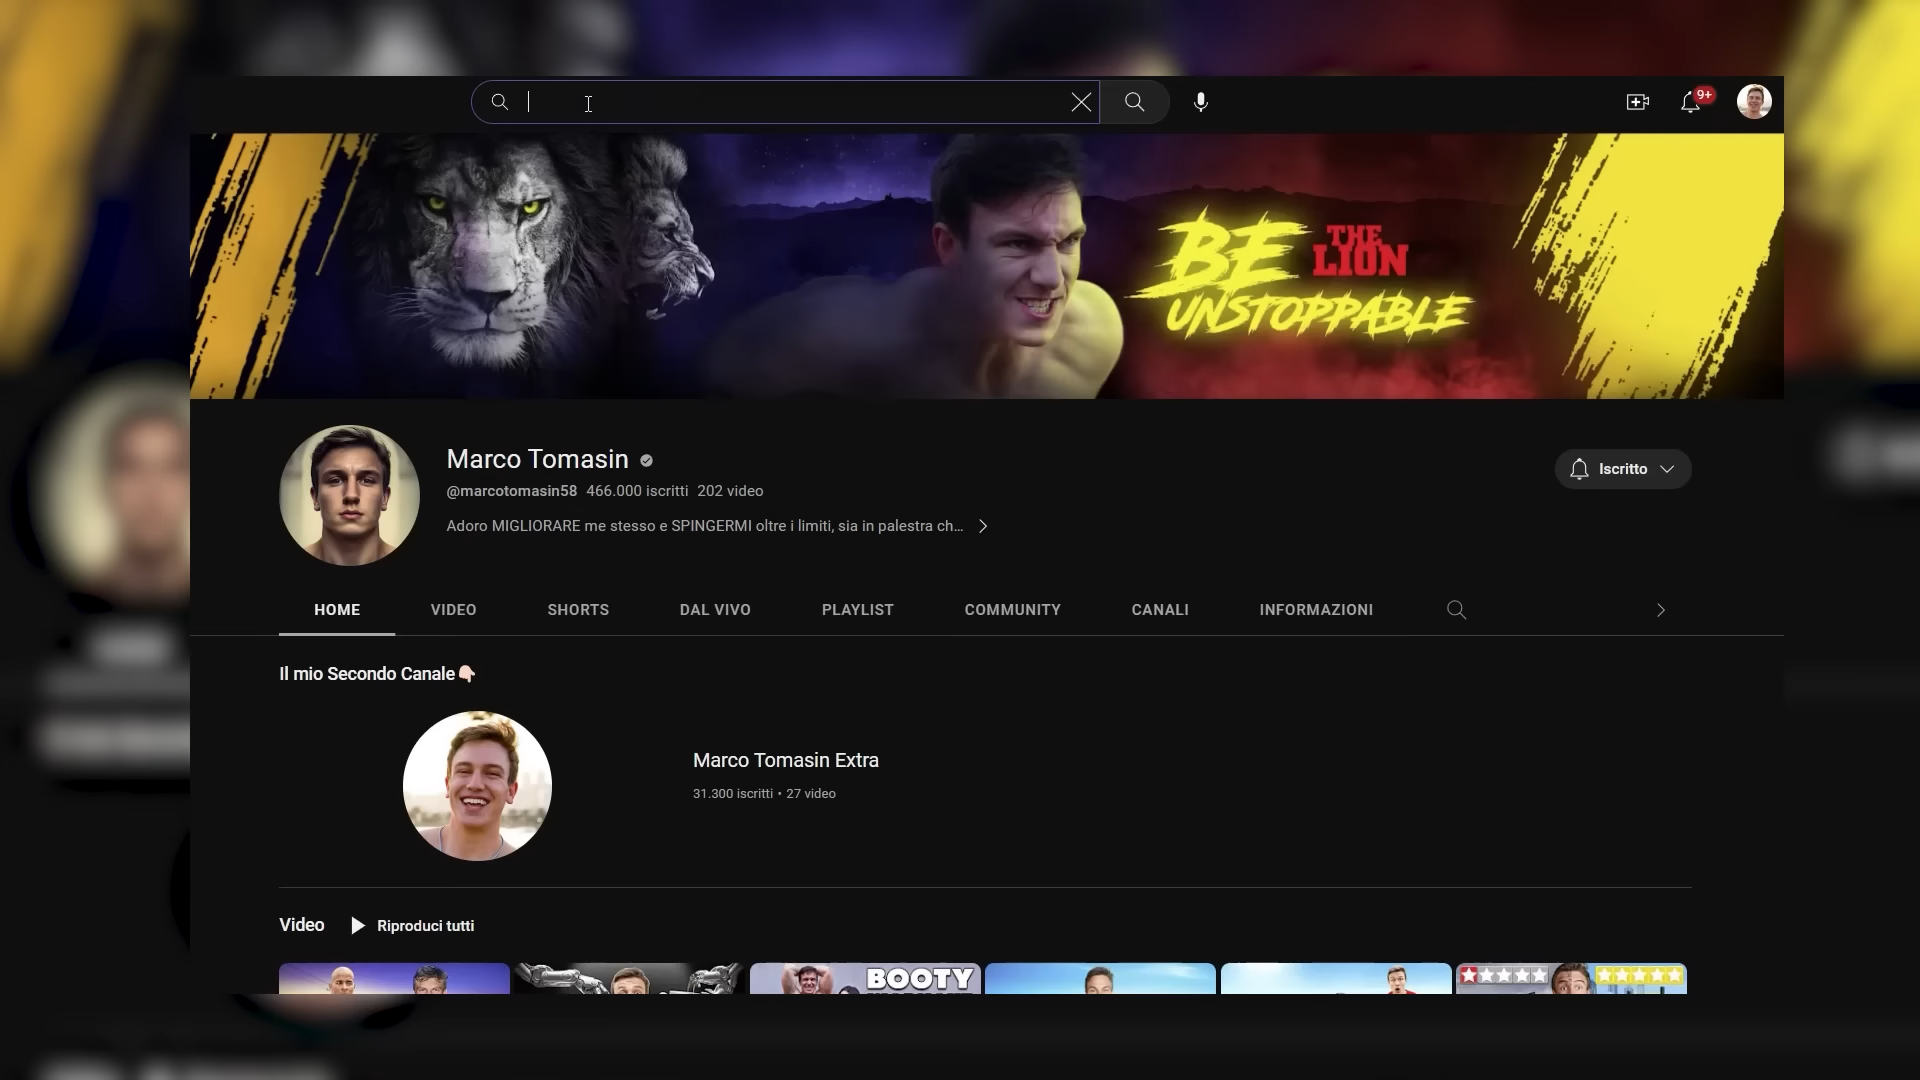 9+
BE THE LION
UNSTOPPABLE
Marco Tomasin
@marcotomasin58 466.000 iscritti 202 video
Adoro MIGLIORARE me stesso e SPINGERMI oltre i limiti, sia in palestra ch...
Iscritto
HOME VIDEO SHORTS DAL VIVO PLAYLIST COMMUNITY CANALI INFORMAZIONI
Il mio Secondo Canale👇🏻
Marco Tomasin Extra
31.300 iscritti • 27 video
Video Riproduci tutti
BOOTY